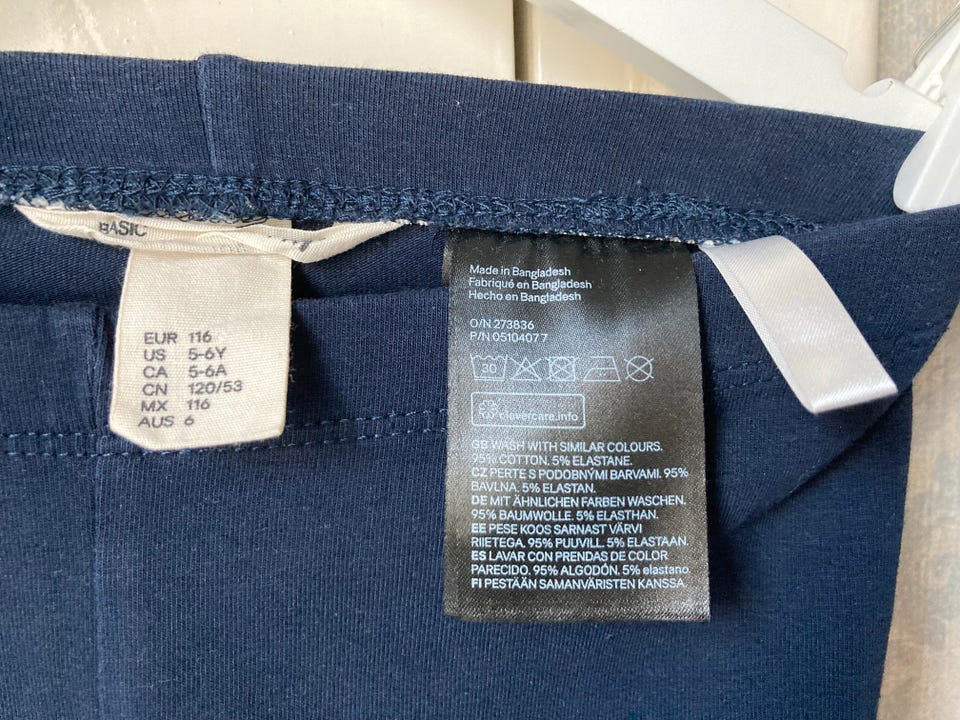 BASIC
EUR 116
US 5-6Y
CA 5-6A
CN 120/53
MX 116
AUS 6
Made in Bangladesh
Fabriqué en Bangladesh
Hecho en Bangladesh
O/N 273836
P/N 05104077
30
clevercare.info
GB WASH WITH SIMILAR COLOURS.
95% COTTON. 5% ELASTANE.
CZ PERTE S PODOBNÝMI BARVAMI. 95%
BAVLNA. 5% ELASTAN.
DE MIT ÄHNLICHEN FARBEN WASCHEN.
95% BAUMWOLLE. 5% ELASTHAN.
EE PESE KOOS SARNAST VÄRVI
RIIETEGA. 95% PUUVILL. 5% ELASTAAN.
ES LAVAR CON PRENDAS DE COLOR
PARECIDO. 95% ALGODÓN. 5% elastano.
FI PESTÄÄN SAMANVÄRISTEN KANSSA.